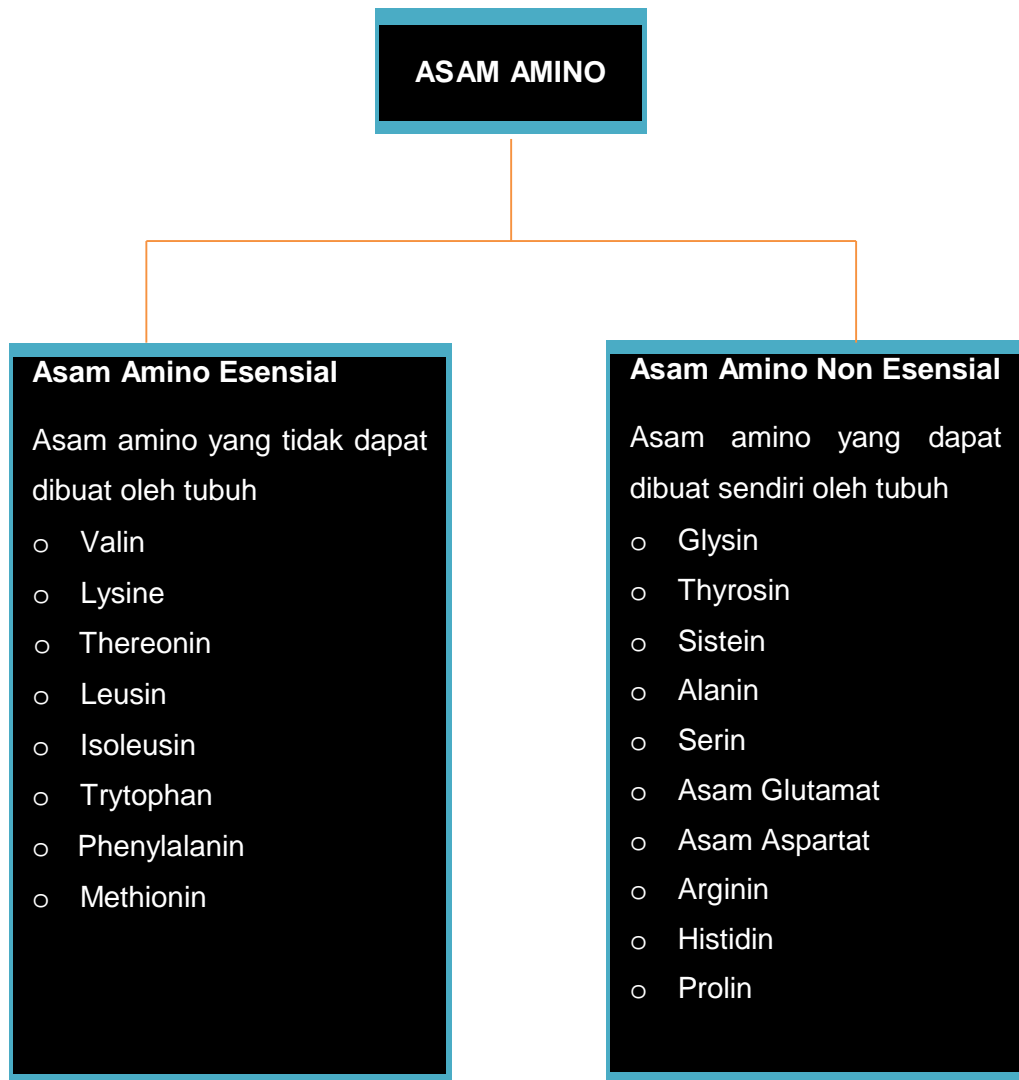 ASAM AMINO
Asam Amino Esensial
Asam amino yang tidak dapat
dibuat oleh tubuh
o Valin
o Lysine
o Thereonin
o Leusin
o Isoleusin
o Trytophan
o Phenylalanin
o Methionin
Asam Amino Non Esensial
Asam amino yang dapat
dibuat sendiri oleh tubuh
o Glysin
o Thyrosin
o Sistein
o Alanin
o Serin
o Asam Glutamat
o Asam Aspartat
o Arginin
o Histidin
o Prolin